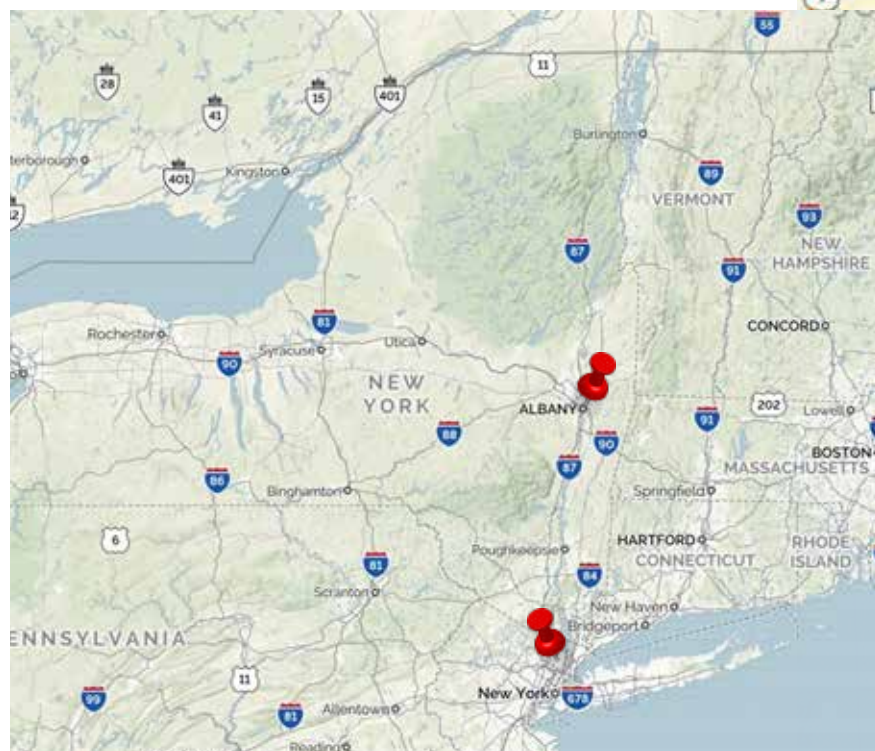 55
11
28
15
401
41
Burlington
terborough
Kingston
401
89
VERMONT
93
87
NEW
HAMPSHIRE
91
81
Rochester
CONCORD
Syracuse
Utica
90
NEW
YORK
202
ALBANY
Lowell
91
88
90
BOSTON
87
MASSACHUSETTS
86
Binghamton
Springfield
6
HARTFORD
RHODE
ISLAND
Poughkeepsie
CONNECTICUT
81
84
Scranton
New Haven
Bridgeport
ENNSYLVANIA
11
New York
678
99
81
Allentown
Reading